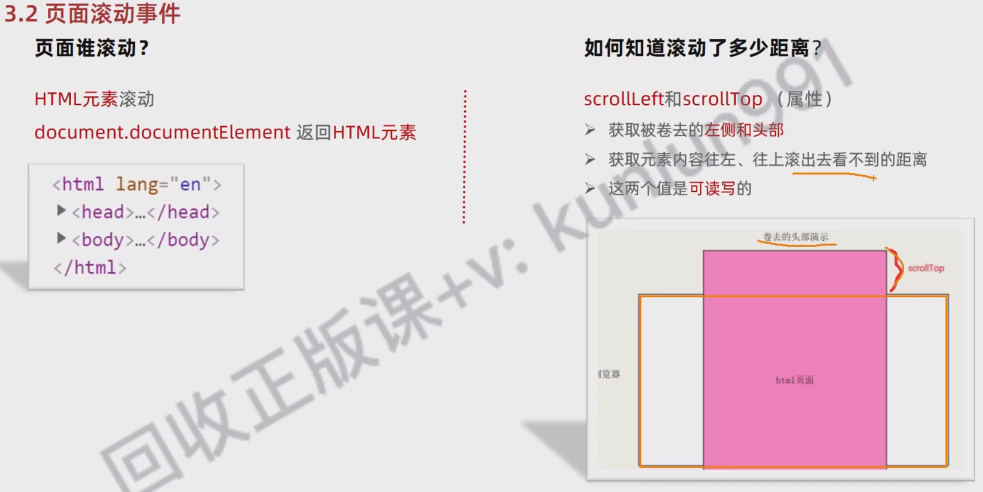 3.2 页面滚动事件
页面谁滚动？
HTML元素滚动
document.documentElement 返回HTML元素
<html lang="en">
▶<head>…</head>
▶<body>…</body>
</html>
如何知道滚动了多少距离？
scrollLeft和scrollTop （属性）
➢ 获取被卷去的左侧和头部
➢ 获取元素内容往左、往上滚出去看不到的距离
➢ 这两个值是可读写的
卷去的头部演示
scrollTop
浏览器
html页面
回收正版课+v: kunlun991